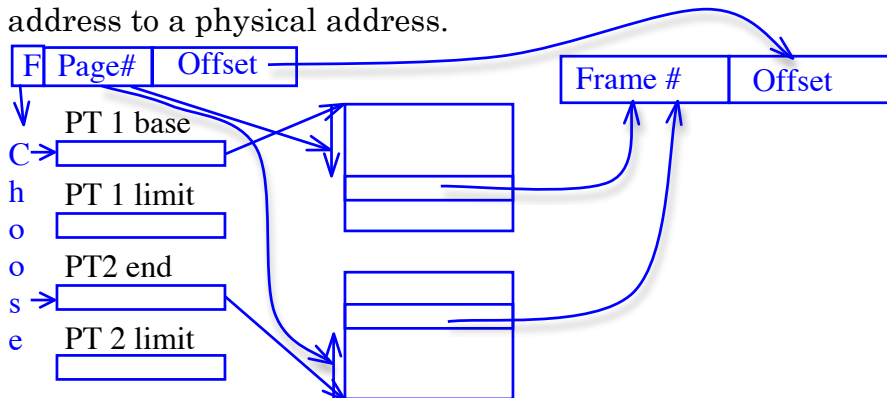 address to a physical address.
F Page# Offset
Frame # Offset
PT 1 base
PT 1 limit
PT2 end
PT 2 limit
Choose